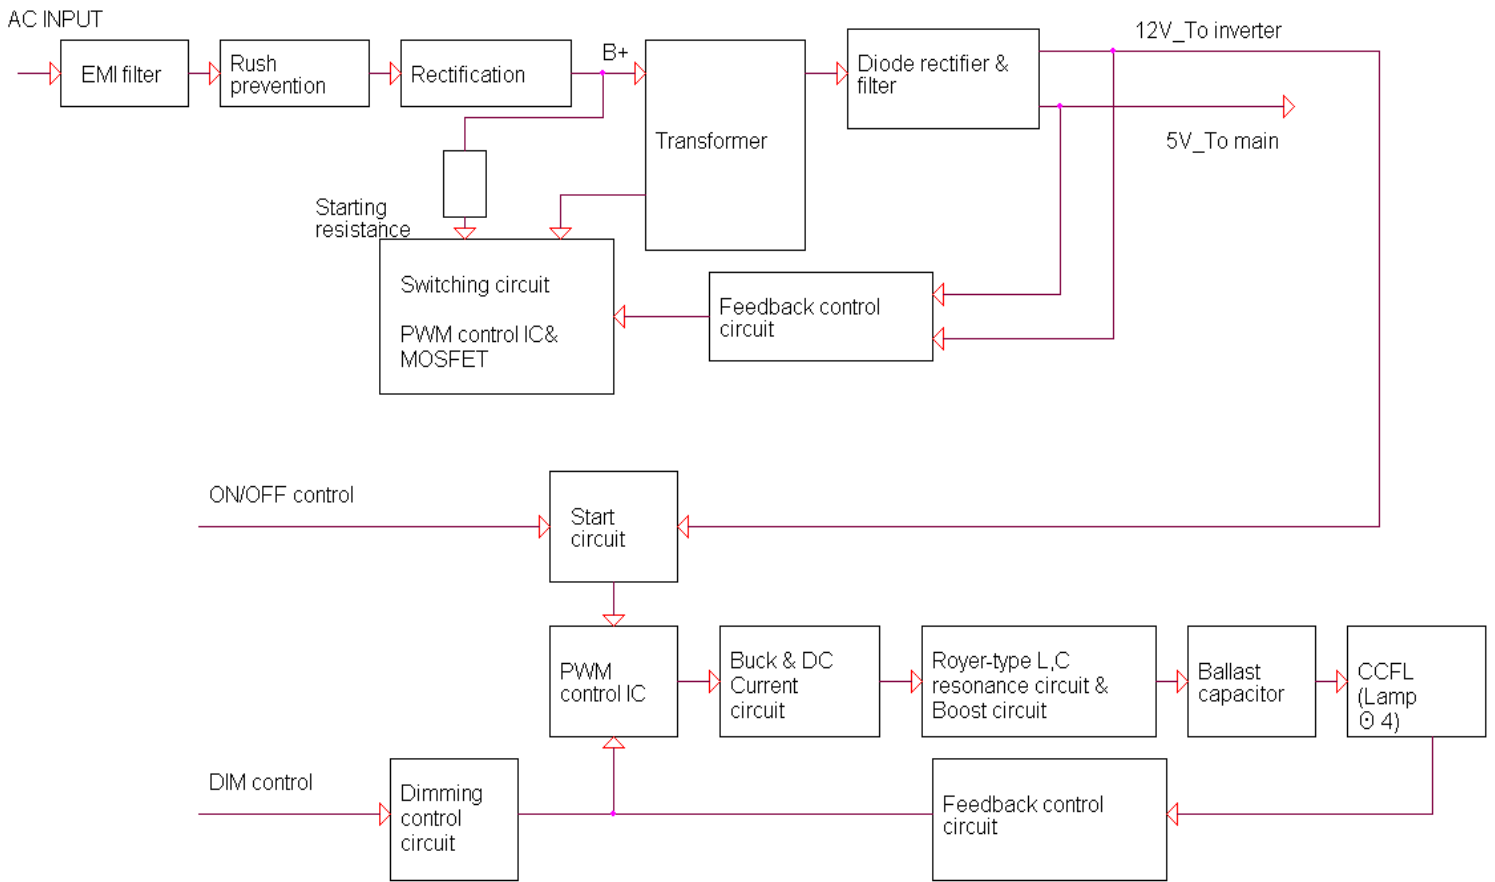 AC INPUT
EMI filter
Rush
prevention
Rectification
B+
Transformer
Diode rectifier &
filter
12V_To inverter
5V_To main
Starting
resistance
Switching circuit
PWM control IC&
MOSFET
Feedback control
circuit
ON/OFF control
Start
circuit
PWM
control IC
Buck & DC
Current
circuit
Royer-type L,C
resonance circuit &
Boost circuit
Ballast
capacitor
CCFL
(Lamp
ʘ 4)
DIM control
Dimming
control
circuit
Feedback control
circuit